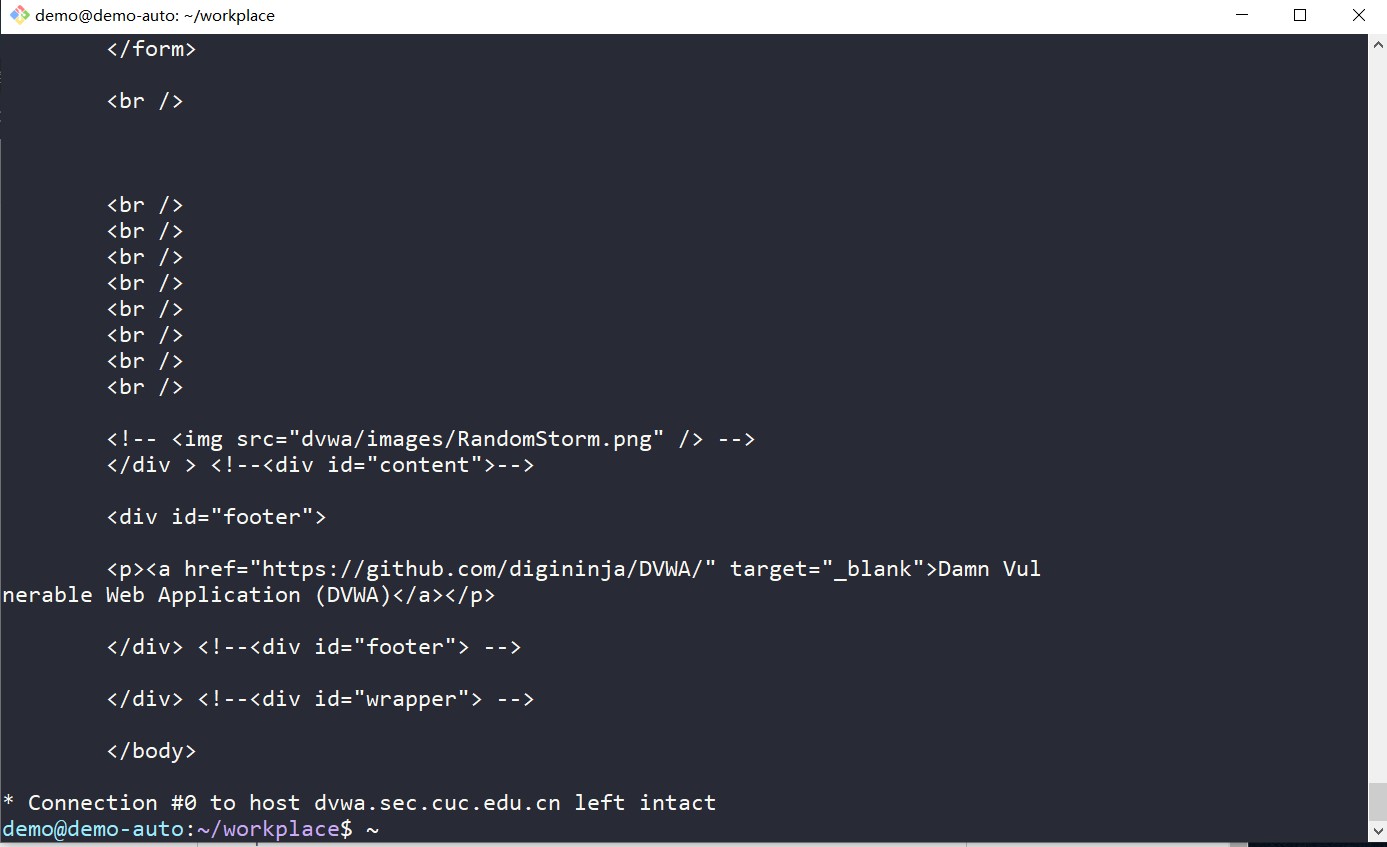 demo@demo-auto: ~/workplace
</form>
<br />
<br />
<br />
<br />
<br />
<br />
<br />
<br />
<br />
<!-- <img src="dvwa/images/RandomStorm.png" /> -->
</div > <!--<div id="content">-->
<div id="footer">
<p><a href="https://github.com/digininja/DVWA/" target="_blank">Damn Vul
nerable Web Application (DVWA)</a></p>
</div> <!--<div id="footer"> -->
</div> <!--<div id="wrapper"> -->
</body>
* Connection #0 to host dvwa.sec.cuc.edu.cn left intact
demo@demo-auto:~/workplace$ ~